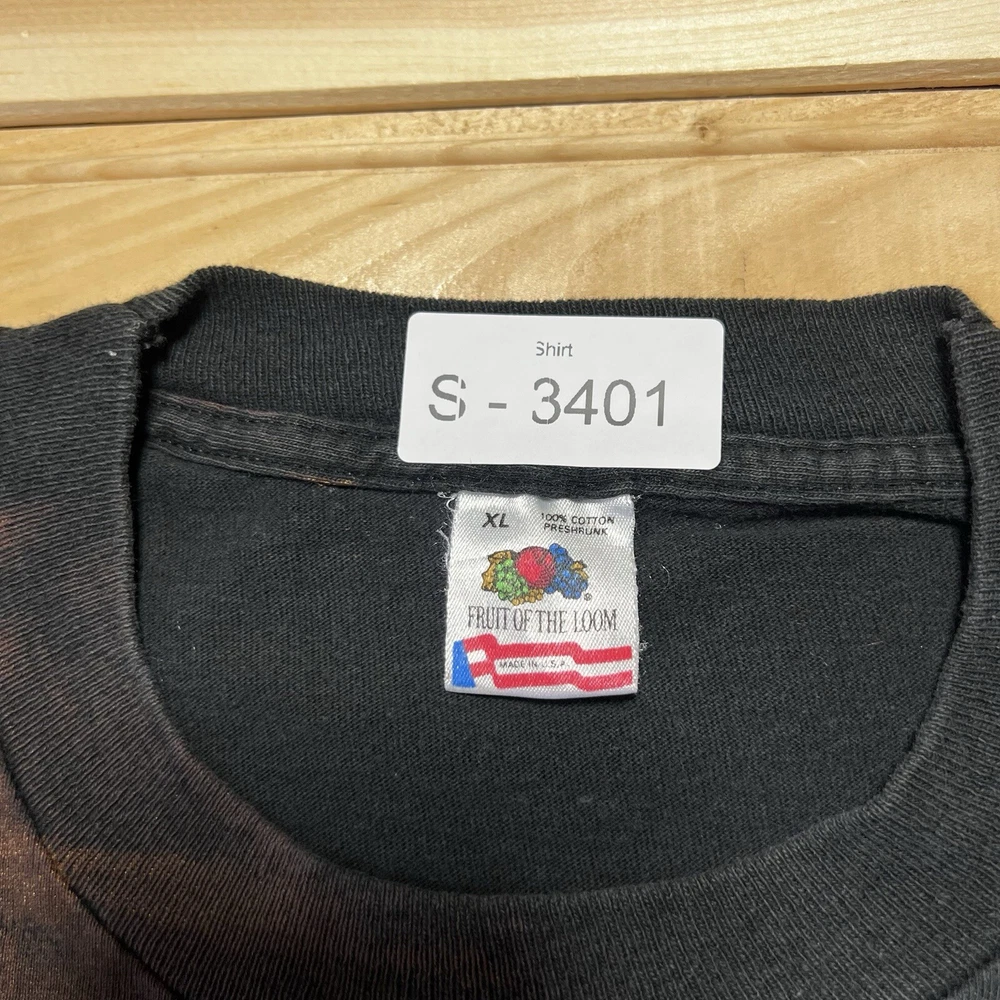 Shirt
S - 3401
XL
100% COTTON
PRESHRUNK
®
FRUIT OF THE LOOM
MADE IN U.S.A.